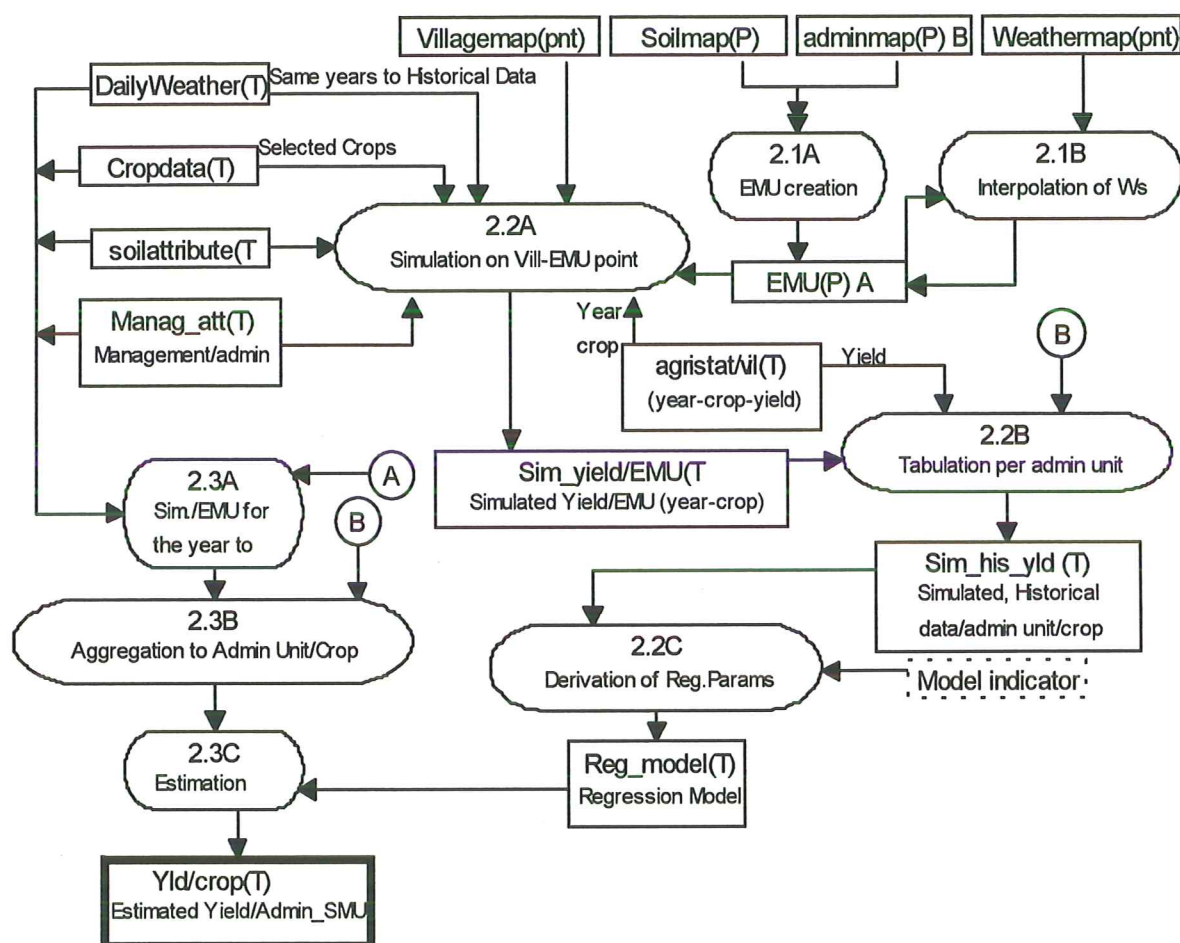 Villagemap(pnt)
Soilmap(P)
adminmap(P) B
Weathermap(pnt)
DailyWeather(T)
Same years to Historical Data
Cropdata(T)
Selected Crops
2.1A
EMU creation
2.1B
Interpolation of Ws
soilattribute(T
2.2A
Simulation on Vill-EMU point
EMU(P) A
Manag_att(T)
Management/admin
Year
crop
agristat/vil(T)
(year-crop-yield)
Yield
B
2.2B
Tabulation per admin unit
Sim_yield/EMU(T
Simulated Yield/EMU (year-crop)
A
2.3A
Sim./EMU for
the year to
B
Sim_his_yld (T)
Simulated, Historical
data/admin unit/crop
2.3B
Aggregation to Admin Unit/Crop
2.2C
Derivation of Reg.Params
Model indicator
2.3C
Estimation
Reg_model(T)
Regression Model
Yld/crop(T)
Estimated Yield/Admin_SMU